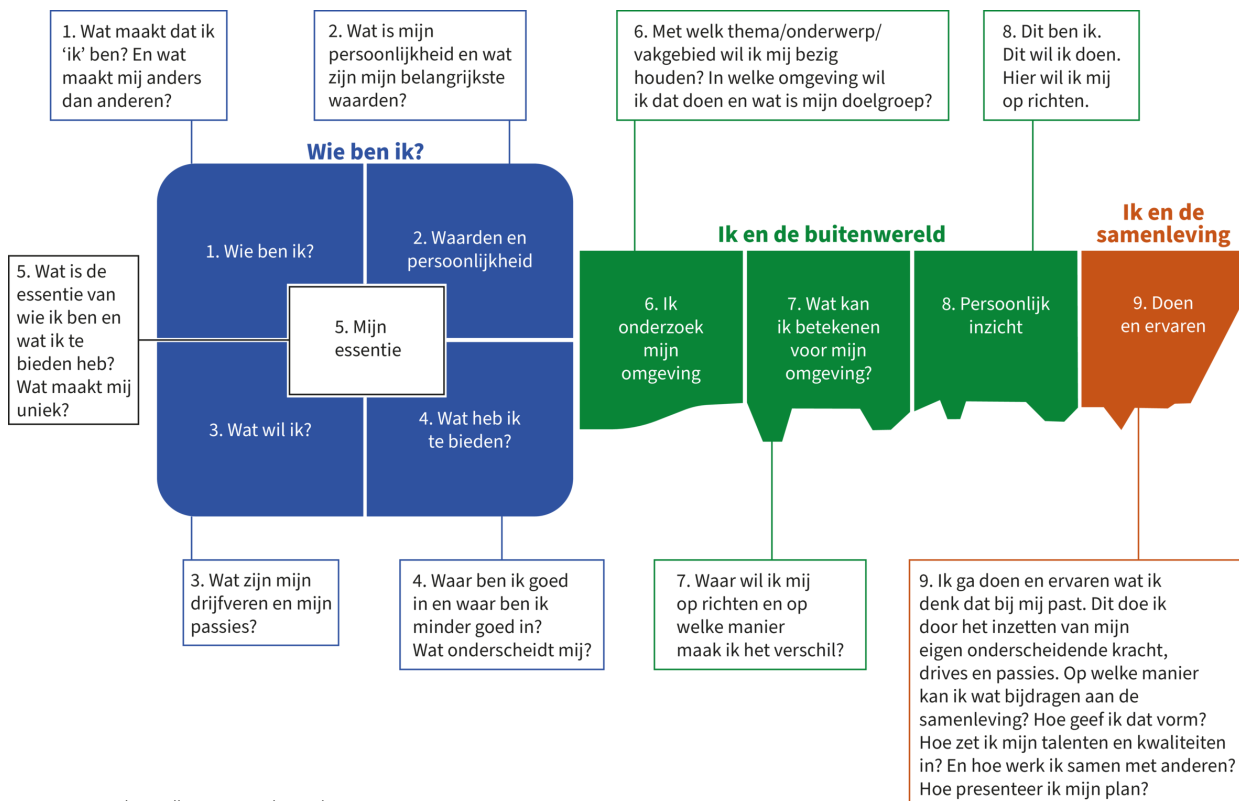 1. Wat maakt dat ik
‘ik’ ben? En wat
maakt mij anders
dan anderen?
2. Wat is mijn
persoonlijkheid en wat
zijn mijn belangrijkste
waarden?
6. Met welk thema/onderwerp/
vakgebied wil ik mij bezig
houden? In welke omgeving wil
ik dat doen en wat is mijn doelgroep?
8. Dit ben ik.
Dit wil ik doen.
Hier wil ik mij
op richten.
Wie ben ik?
1. Wie ben ik?
2. Waarden en
persoonlijkheid
5. Wat is de
essentie van
wie ik ben en
wat ik te
bieden heb?
Wat maakt mij
uniek?
5. Mijn
essentie
3. Wat wil ik?
4. Wat heb ik
te bieden?
Ik en de buitenwereld
6. Ik
onderzoek
mijn
omgeving
7. Wat kan
ik betekenen
voor mijn
omgeving?
8. Persoonlijk
inzicht
Ik en de
samenleving
9. Doen
en ervaren
3. Wat zijn mijn
drijfveren en mijn
passies?
4. Waar ben ik goed
in en waar ben ik
minder goed in?
Wat onderscheidt mij?
7. Waar wil ik mij
op richten en op
welke manier
maak ik het verschil?
9. Ik ga doen en ervaren wat ik
denk dat bij mij past. Dit doe ik
door het inzetten van mijn
eigen onderscheidende kracht,
drives en passies. Op welke manier
kan ik wat bijdragen aan de
samenleving? Hoe geef ik dat vorm?
Hoe zet ik mijn talenten en kwaliteiten
in? En hoe werk ik samen met anderen?
Hoe presenteer ik mijn plan?